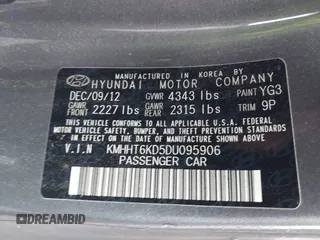 MANUFACTURED IN KOREA BY
HYUNDAI MOTOR COMPANY
DEC/09/12 GVWR 4343 lbs PAINT YG3
GAWR FRONT 2227 lbs GAWR REAR 2315 lbs TRIM 9P
THIS VEHICLE CONFORMS TO ALL APPLICABLE U.S.A. FEDERAL
MOTOR VEHICLE SAFETY, BUMPER, AND THEFT PREVENTION
STANDARDS IN EFFECT ON THE DATE OF MANUFACTURE SHOWN
ABOVE.
V.I.N KMHHT6KD5DU095906
PASSENGER CAR
DREAMBID